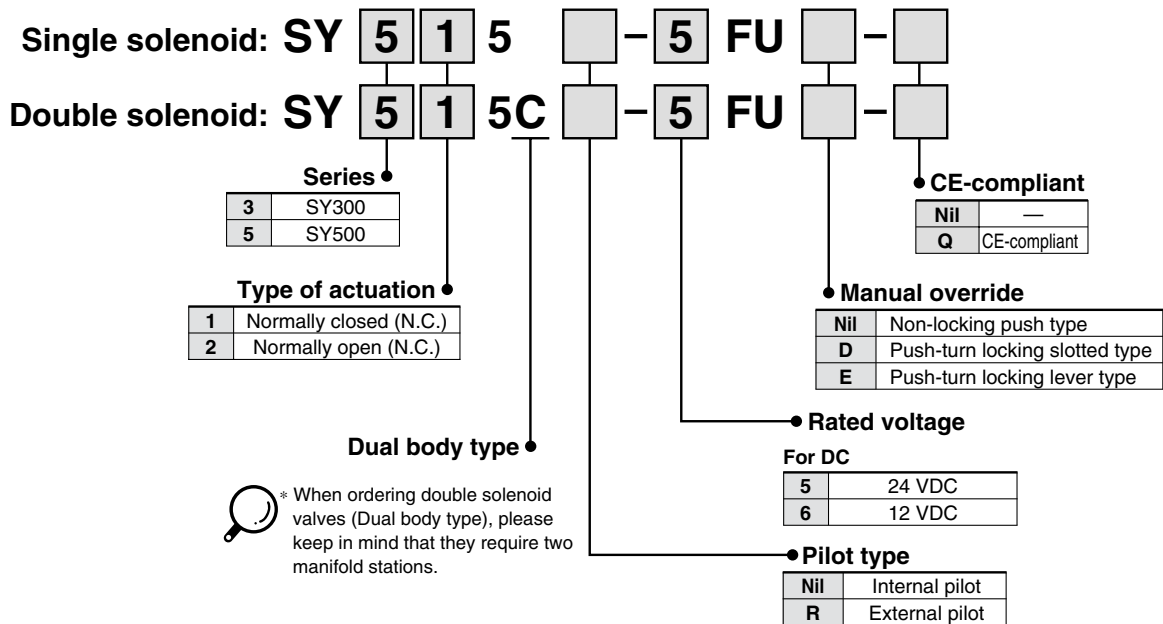 Single solenoid: SY 5 1 5 – 5 FU –
Double solenoid: SY 5 1 5C – 5 FU –
Series
3 SY300
5 SY500
CE-compliant
Nil —
Q CE-compliant
Type of actuation
1 Normally closed (N.C.)
2 Normally open (N.C.)
Manual override
Nil Non-locking push type
D Push-turn locking slotted type
E Push-turn locking lever type
Dual body type
* When ordering double solenoid
valves (Dual body type), please
keep in mind that they require two
manifold stations.
Rated voltage
For DC
5 24 VDC
6 12 VDC
Pilot type
Nil Internal pilot
R External pilot